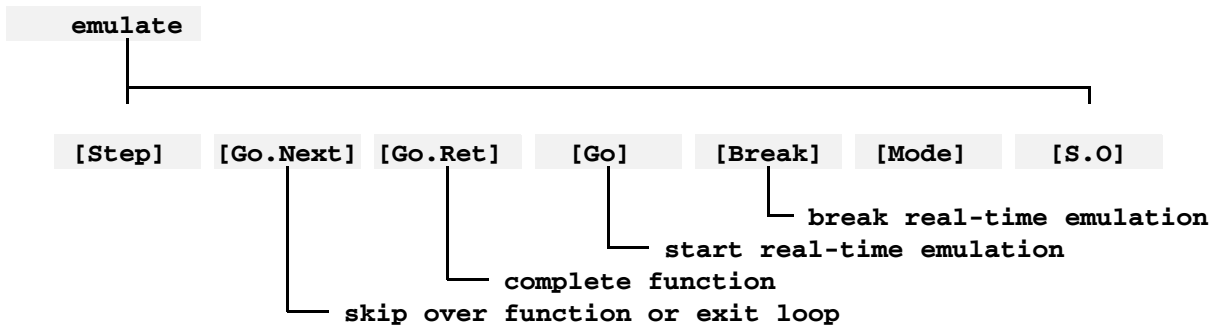 emulate
[Step] [Go.Next] [Go.Ret] [Go] [Break] [Mode] [S.O]
break real-time emulation
start real-time emulation
complete function
skip over function or exit loop